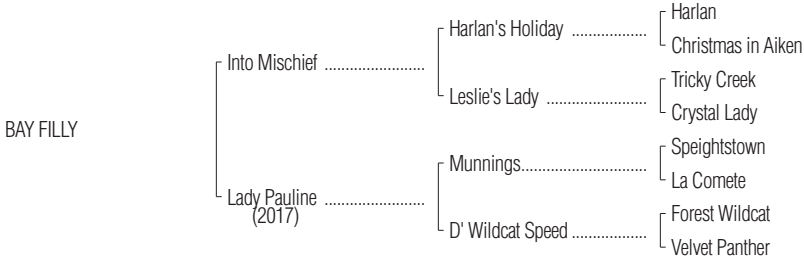 Harlan
Harlan's Holiday ..................
Christmas in Aiken
Into Mischief ........................
Tricky Creek
Leslie's Lady ........................
Crystal Lady
BAY FILLY
Speightstown
Munnings..............................
La Comete
Lady Pauline ........................
(2017)
Forest Wildcat
D' Wildcat Speed ..................
Velvet Panther